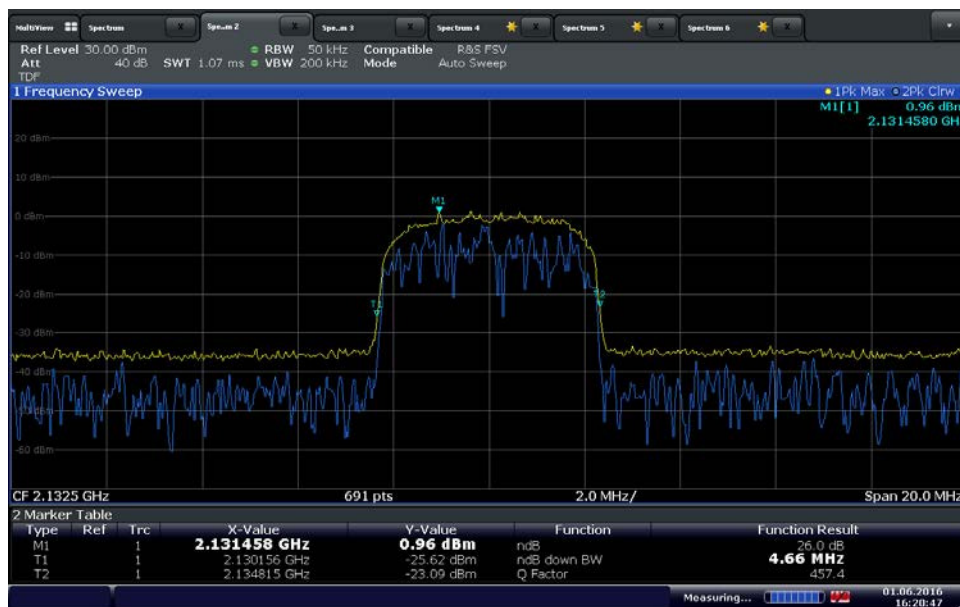 MultiView Spectrum X Spe...m 2 X Spe...m 3 X Spectrum 4 X Spectrum 5 X Spectrum 6 X
Ref Level 30.00 dBm RBW 50 kHz Compatible R&S FSV
Att 40 dB SWT 1.07 ms VBW 200 kHz Mode Auto Sweep
TDF
1 Frequency Sweep 1Pk Max 2Pk Clrw
M1[1] 0.96 dBm
2.1314580 GHz
20 dBm
10 dBm
0 dBm
M1
-10 dBm
-20 dBm
T1 T2
-30 dBm
-40 dBm
-50 dBm
-60 dBm
CF 2.1325 GHz 691 pts 2.0 MHz/ Span 20.0 MHz
2 Marker Table
Type Ref Trc X-Value Y-Value Function Function Result
M1 1 2.131458 GHz 0.96 dBm ndB 26.0 dB
T1 1 2.130156 GHz -25.62 dBm ndB down BW 4.66 MHz
T2 1 2.134815 GHz -23.09 dBm Q Factor 457.4
Measuring... 01.06.2016
16:20:47